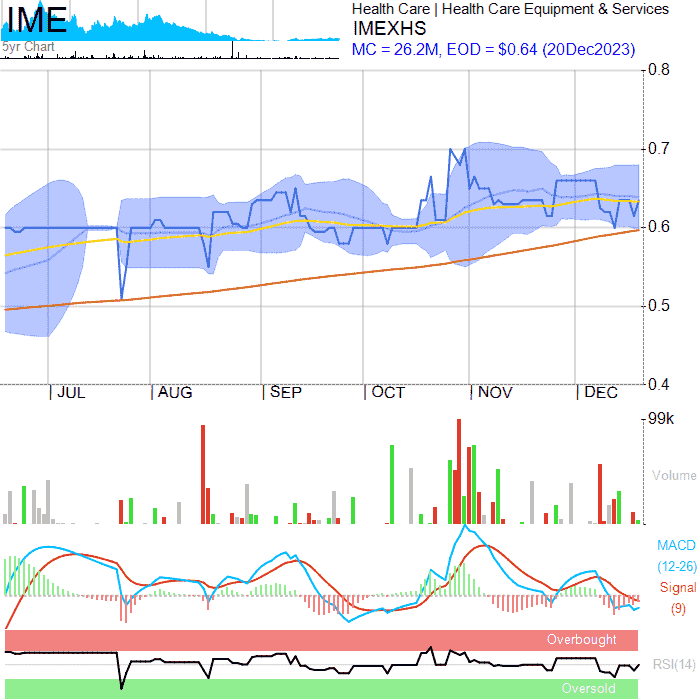 IME
5yr Chart
Health Care | Health Care Equipment & Services
IMEXHS
MC = 26.2M, EOD = $0.64 (20Dec2023)
0.8
0.7
0.6
0.5
0.4
JUL AUG SEP OCT NOV DEC
99k
Volume
MACD
(12-26)
Signal
(9)
Overbought
RSI(14)
Oversold